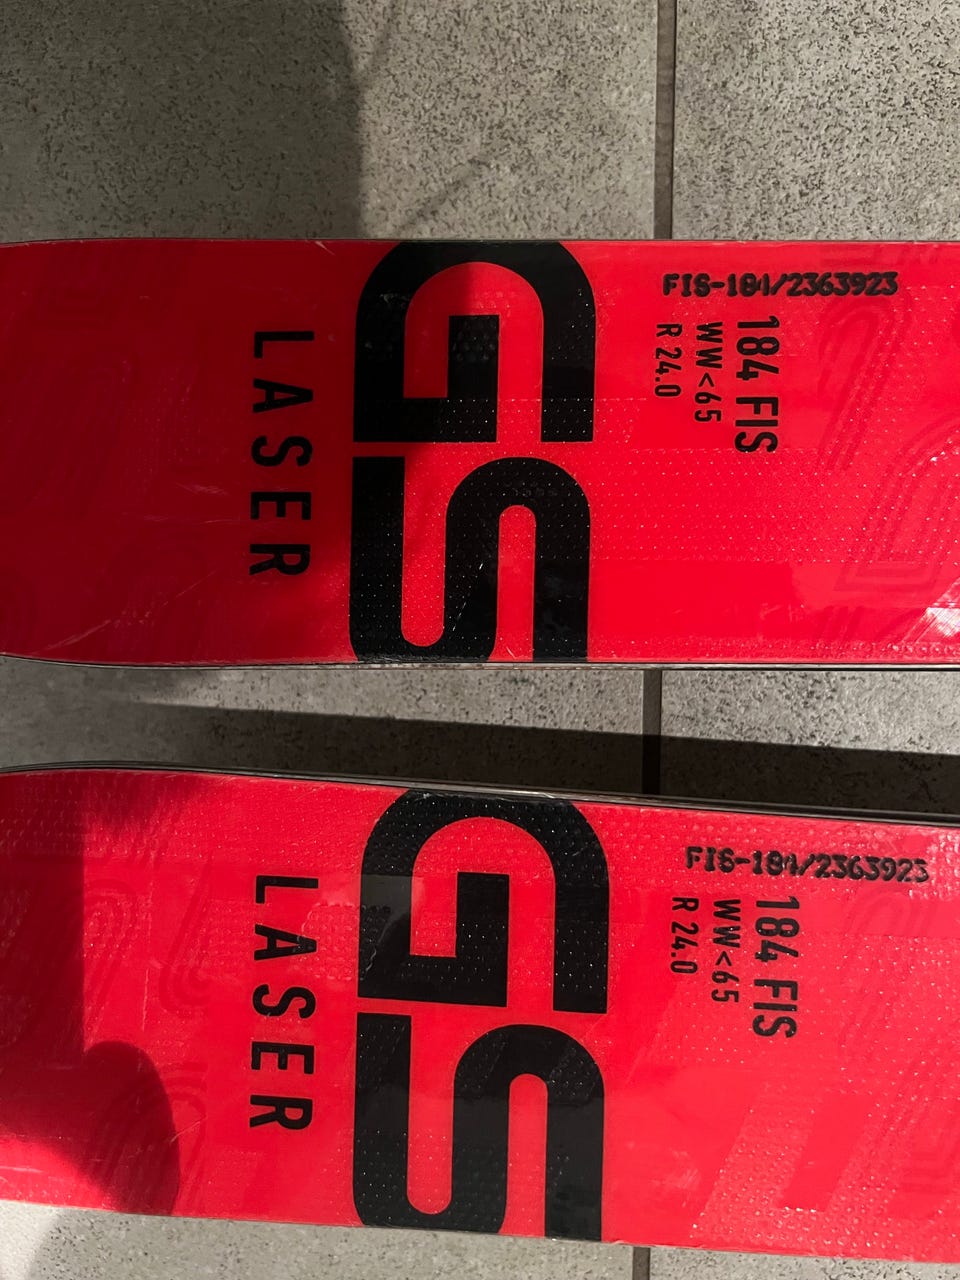 LASER
GS
FIS-184/2363923
184 FIS
WW<65
R 24.0
LASER
GS
FIS-184/2363923
184 FIS
WW<65
R 24.0